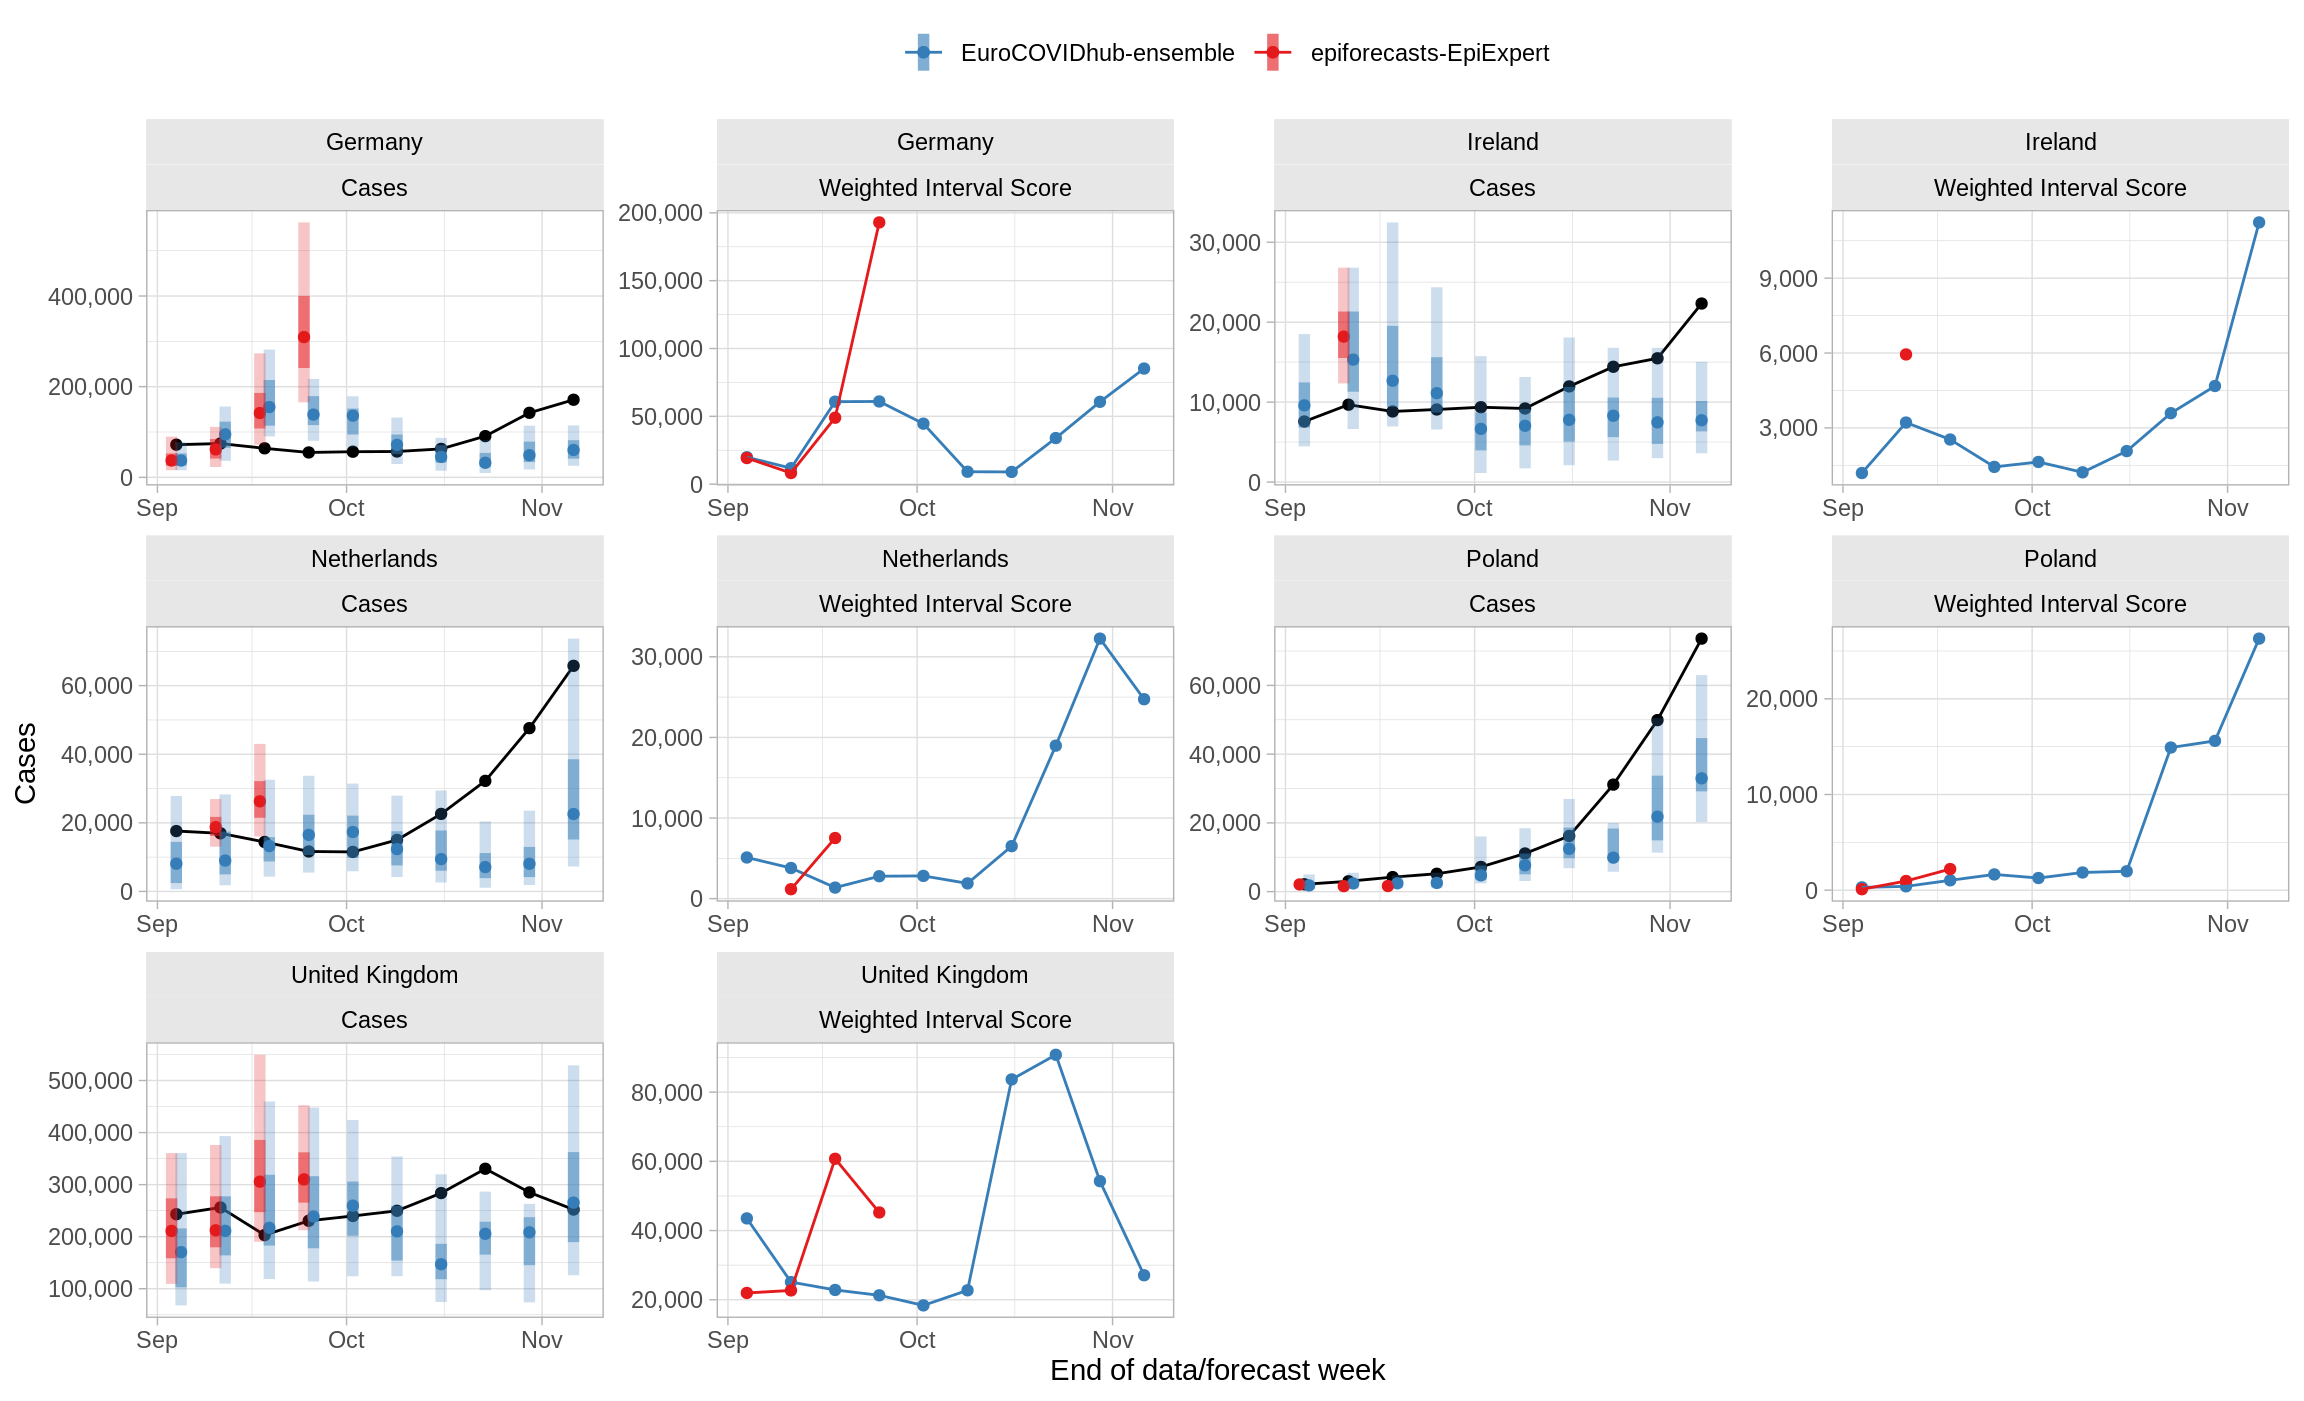 EuroCOVIDhub-ensemble epiforecasts-EpiExpert
Germany Germany Ireland Ireland
Cases Weighted Interval Score Cases Weighted Interval Score
400,000
200,000
0
Sep Oct Nov
200,000
150,000
100,000
50,000
0
Sep Oct Nov
30,000
20,000
10,000
0
Sep Oct Nov
9,000
6,000
3,000
Sep Oct Nov
Netherlands Netherlands Poland Poland
Cases Weighted Interval Score Cases Weighted Interval Score
Cases
60,000
40,000
20,000
0
Sep Oct Nov
30,000
20,000
10,000
0
Sep Oct Nov
60,000
40,000
20,000
0
Sep Oct Nov
20,000
10,000
0
Sep Oct Nov
United Kingdom United Kingdom
Cases Weighted Interval Score
500,000
400,000
300,000
200,000
100,000
Sep Oct Nov
80,000
60,000
40,000
20,000
Sep Oct Nov
End of data/forecast week